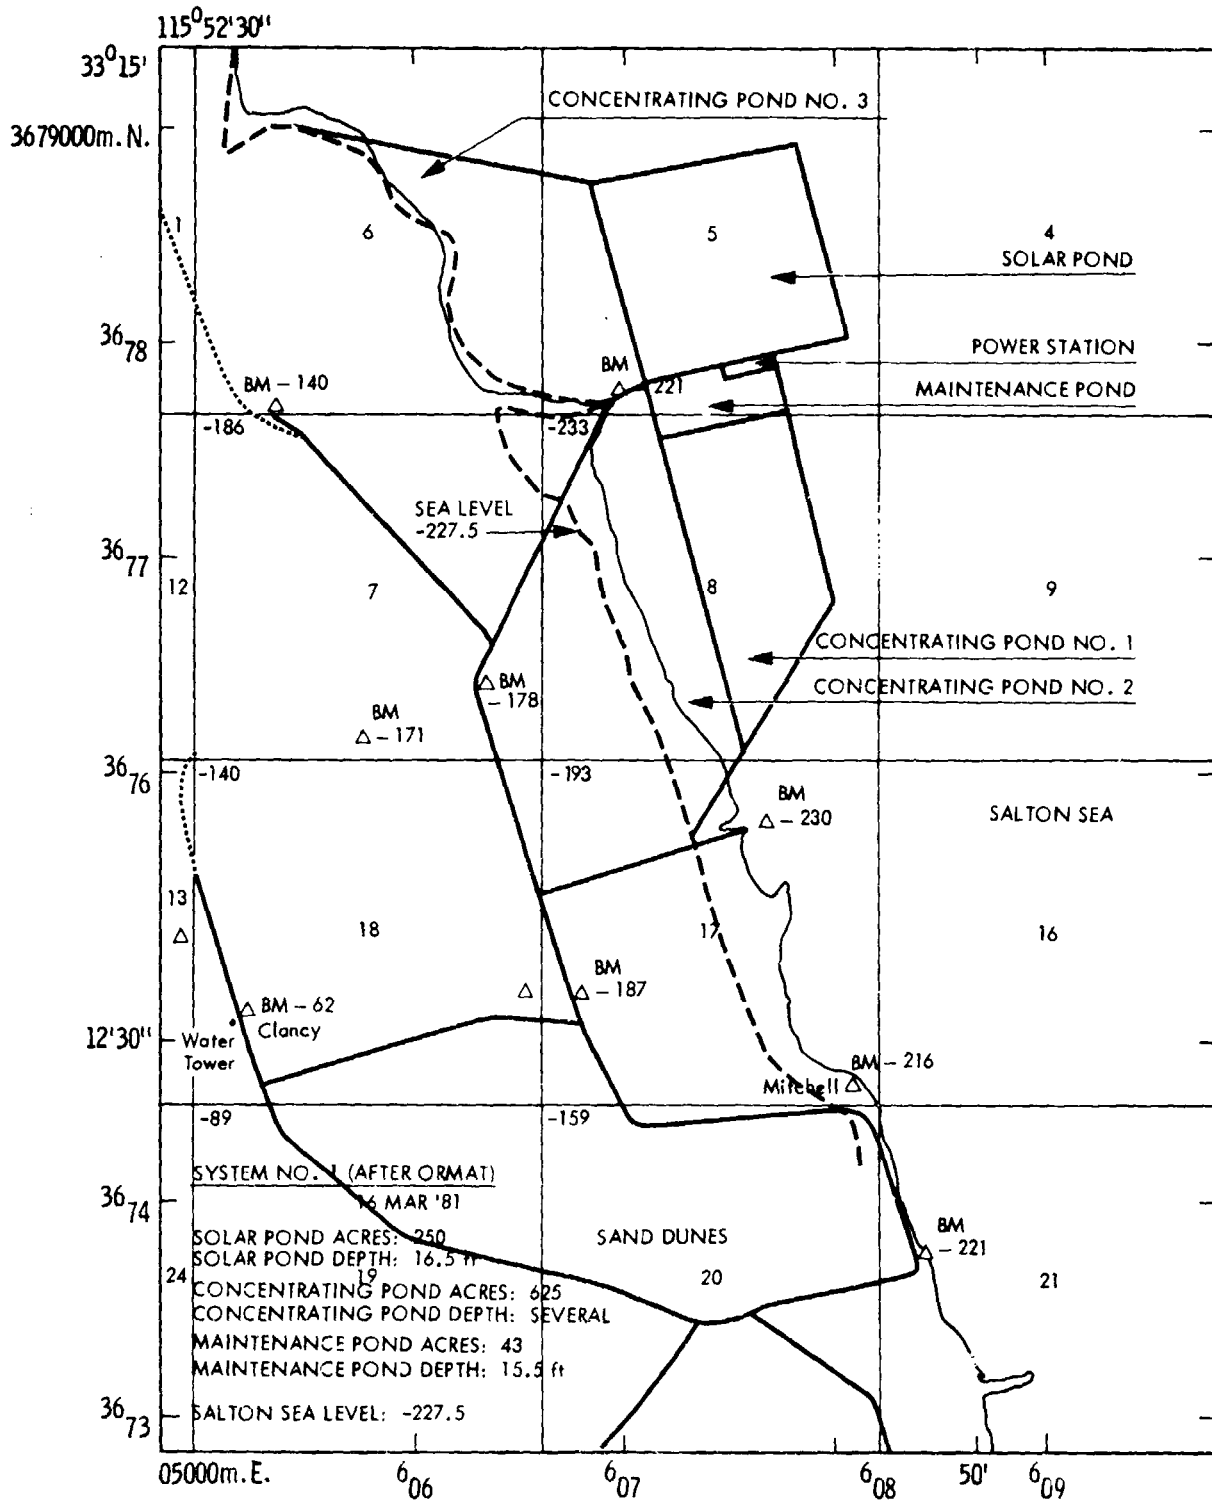 115°52'30"
33°15'
CONCENTRATING POND NO. 3
3679000m.N.
1
6
5
4
SOLAR POND
3678
POWER STATION
BM
-221
BM - 140
MAINTENANCE POND
-186
-233
SEA LEVEL
-227.5
3677
12
7
8
9
CONCENTRATING POND NO. 1
CONCENTRATING POND NO. 2
BM
- 178
BM
- 171
3676
-140
-193
BM
- 230
SALTON SEA
13
18
17
16
BM
- 187
BM - 62
Clancy
Water
Tower
12'30"
BM - 216
Mitchell
-89
-159
SYSTEM NO. 1 (AFTER ORMAT)
16 MAR '81
3674
SOLAR POND ACRES: 250
SOLAR POND DEPTH: 16.5 ft
SAND DUNES
BM
- 221
24
19
20
21
CONCENTRATING POND ACRES: 625
CONCENTRATING POND DEPTH: SEVERAL
MAINTENANCE POND ACRES: 43
MAINTENANCE POND DEPTH: 15.5 ft
3673
SALTON SEA LEVEL: -227.5
05000m.E.
606
607
608
50'
609